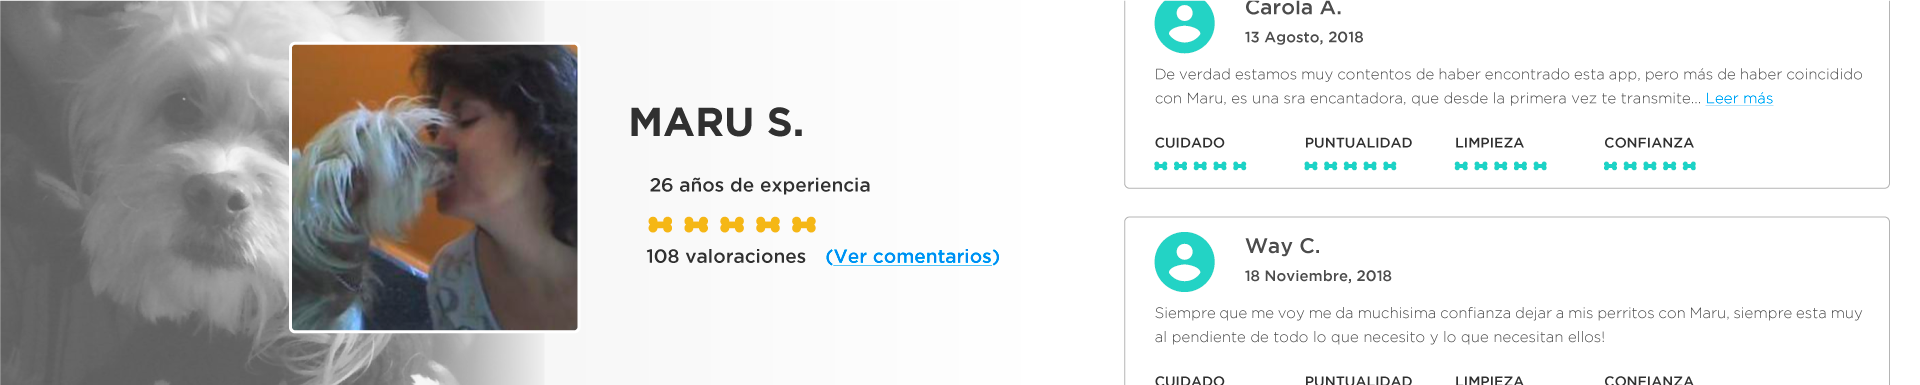 MARU S.
26 años de experiencia
108 valoraciones (Ver comentarios)
Carola A.
13 Agosto, 2018
De verdad estamos muy contentos de haber encontrado esta app, pero más de haber coincidido
con Maru, es una sra encantadora, que desde la primera vez te transmite... Leer más
CUIDADO PUNTUALIDAD LIMPIEZA CONFIANZA
Way C.
18 Noviembre, 2018
Siempre que me voy me da muchisima confianza dejar a mis perritos con Maru, siempre esta muy
al pendiente de todo lo que necesito y lo que necesitan ellos!
CUIDADO PUNTUALIDAD LIMPIEZA CONFIANZA